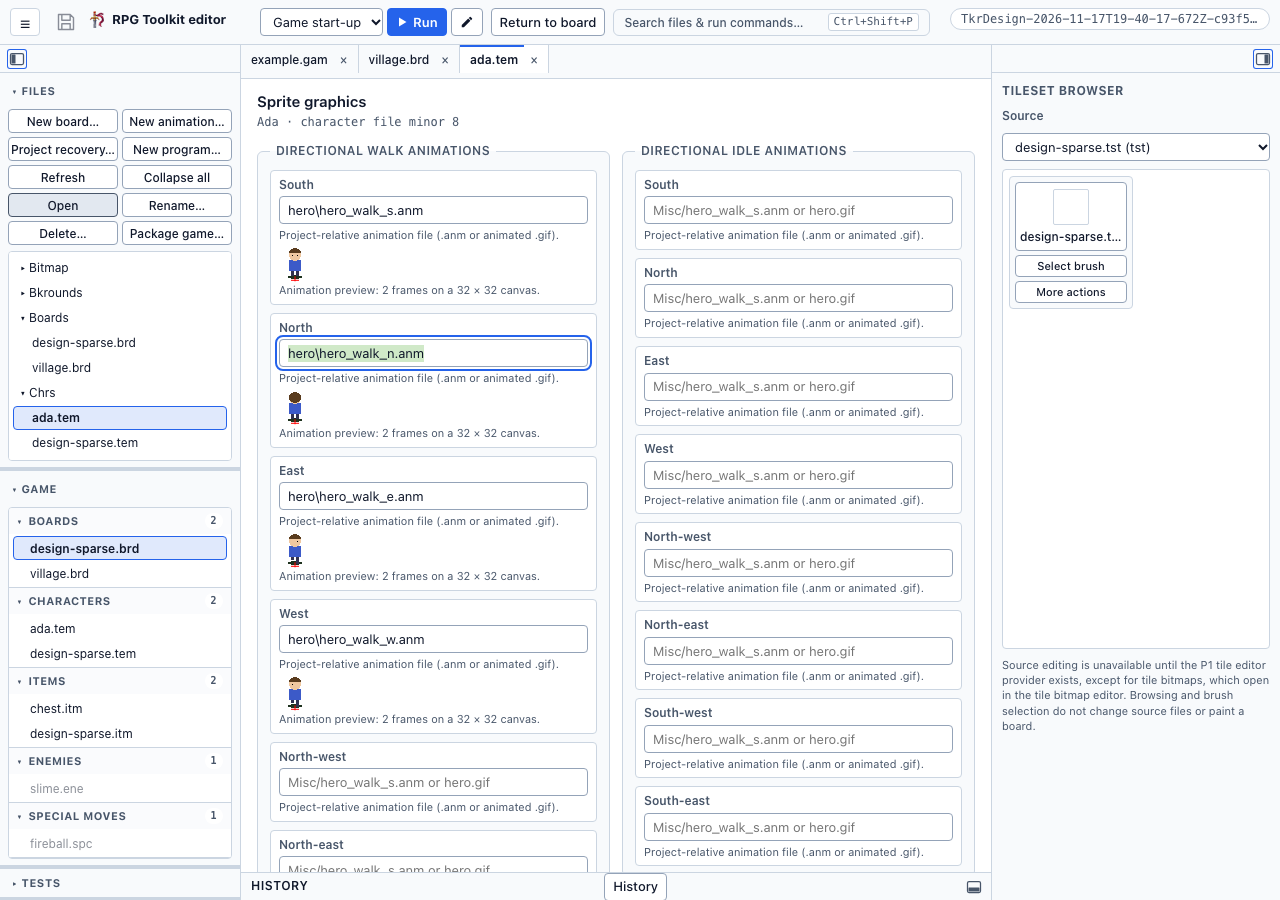 RPG Toolkit editor
Game start-up
Run
Return to board
Search files & run commands...
Ctrl+Shift+P
TkrDesign-2026-11-17T19-40-17-672Z-c93f5…
example.gam ×
village.brd ×
ada.tem ×
FILES
New board...
New animation...
Project recovery...
New program...
Refresh
Collapse all
Open
Rename...
Delete...
Package game...
Bitmap
Bkrounds
Boards
design-sparse.brd
village.brd
Chrs
ada.tem
design-sparse.tem
GAME
BOARDS 2
design-sparse.brd
village.brd
CHARACTERS 2
ada.tem
design-sparse.tem
ITEMS 2
chest.itm
design-sparse.itm
ENEMIES 1
slime.ene
SPECIAL MOVES 1
fireball.spc
TESTS
Sprite graphics
Ada · character file minor 8
DIRECTIONAL WALK ANIMATIONS
South
hero\hero_walk_s.anm
Project-relative animation file (.anm or animated .gif).
Animation preview: 2 frames on a 32 × 32 canvas.
North
hero\hero_walk_n.anm
Project-relative animation file (.anm or animated .gif).
Animation preview: 2 frames on a 32 × 32 canvas.
East
hero\hero_walk_e.anm
Project-relative animation file (.anm or animated .gif).
Animation preview: 2 frames on a 32 × 32 canvas.
West
hero\hero_walk_w.anm
Project-relative animation file (.anm or animated .gif).
Animation preview: 2 frames on a 32 × 32 canvas.
North-west
Misc/hero_walk_s.anm or hero.gif
Project-relative animation file (.anm or animated .gif).
North-east
Misc/hero_walk_s.anm or hero.gif
DIRECTIONAL IDLE ANIMATIONS
South
Misc/hero_walk_s.anm or hero.gif
Project-relative animation file (.anm or animated .gif).
North
Misc/hero_walk_s.anm or hero.gif
Project-relative animation file (.anm or animated .gif).
East
Misc/hero_walk_s.anm or hero.gif
Project-relative animation file (.anm or animated .gif).
West
Misc/hero_walk_s.anm or hero.gif
Project-relative animation file (.anm or animated .gif).
North-west
Misc/hero_walk_s.anm or hero.gif
Project-relative animation file (.anm or animated .gif).
North-east
Misc/hero_walk_s.anm or hero.gif
Project-relative animation file (.anm or animated .gif).
South-west
Misc/hero_walk_s.anm or hero.gif
Project-relative animation file (.anm or animated .gif).
South-east
Misc/hero_walk_s.anm or hero.gif
Project-relative animation file (.anm or animated .gif).
HISTORY
History
TILESET BROWSER
Source
design-sparse.tst (tst)
design-sparse.t…
Select brush
More actions
Source editing is unavailable until the P1 tile editor
provider exists, except for tile bitmaps, which open
in the tile bitmap editor. Browsing and brush
selection do not change source files or paint a
board.